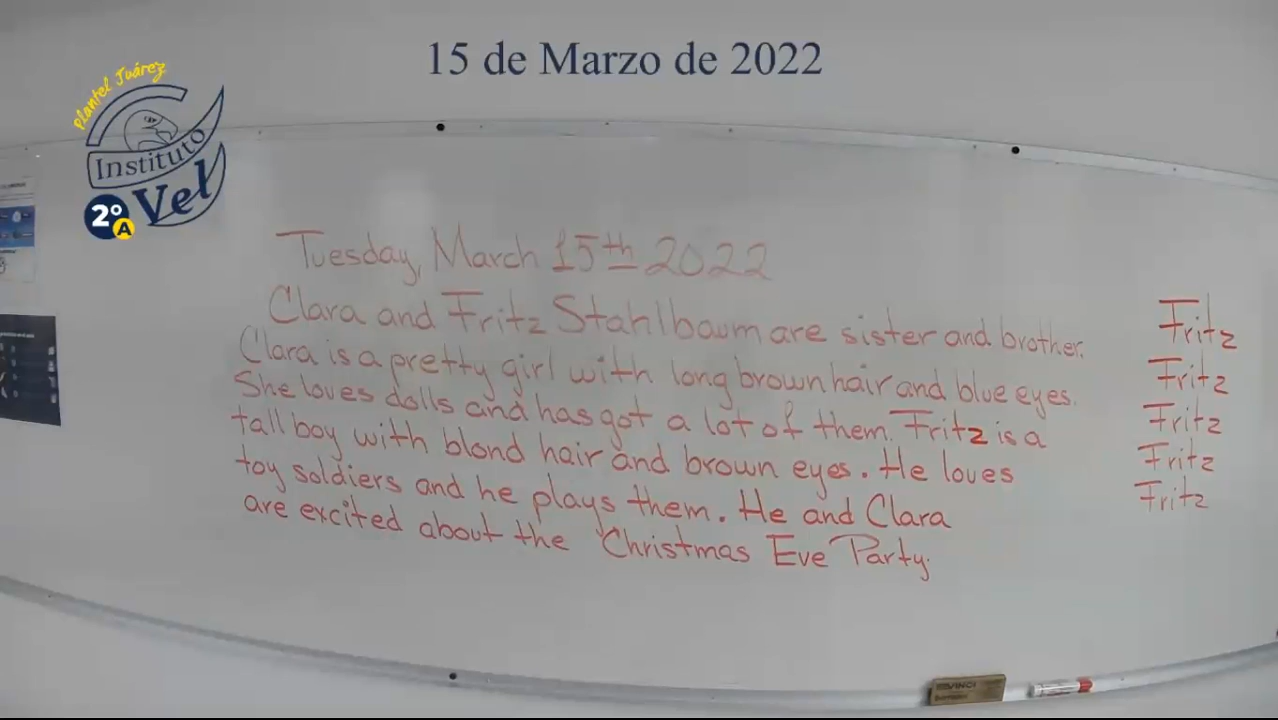 15 de Marzo de 2022
Plantel Juárez
Instituto
Vel
2° A
Tuesday, March 15th 2022
Clara and Fritz Stahlbaum are sister and brother.
Clara is a pretty girl with long brown hair and blue eyes.
She loves dolls and has got a lot of them. Fritz is a
tall boy with blond hair and brown eyes. He loves
toy soldiers and he plays them. He and Clara
are excited about the Christmas Eve Party.
Fritz
Fritz
Fritz
Fritz
Fritz
VINCI